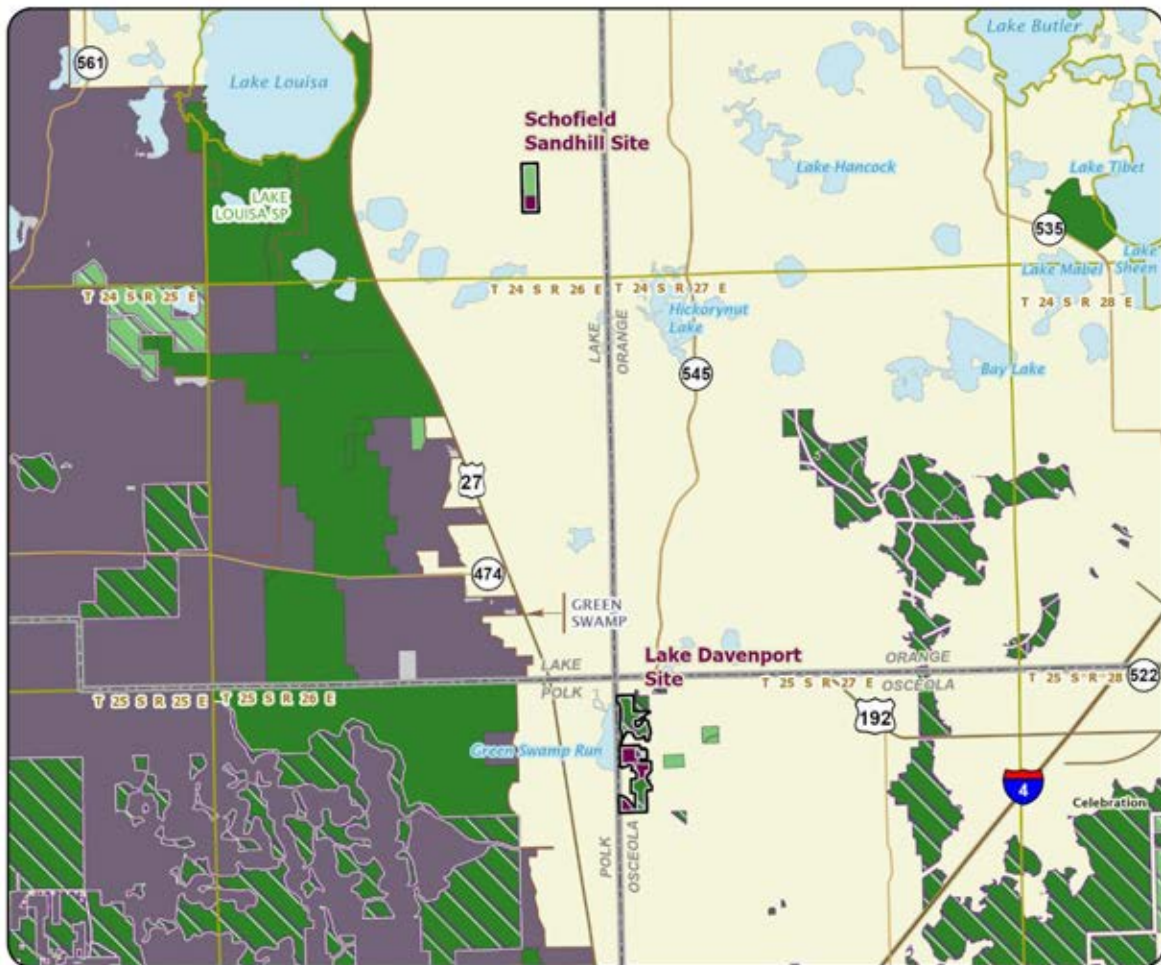 Lake Butler
561
Lake Louisa
Schofield
Sandhill Site
Lake Hancock
Lake Tibet
LAKE
LOUISA SP
535
Lake
Lake Mabel
Sheen
T 24 S R 25 E
T 24 S R 26 E
T 24 S R 27 E
T 24 S R 28 E
Hickorynut
Lake
LAKE
ORANGE
545
Bay Lake
27
474
GREEN
SWAMP
Lake Davenport
Site
LAKE
POLK
ORANGE
OSCEOLA
T 25 S R 25 E
T 25 S R 26 E
T 25 S R 27 E
T 25 S R 28
522
192
Green Swamp Run
4
Celebration
POLK
OSCEOLA